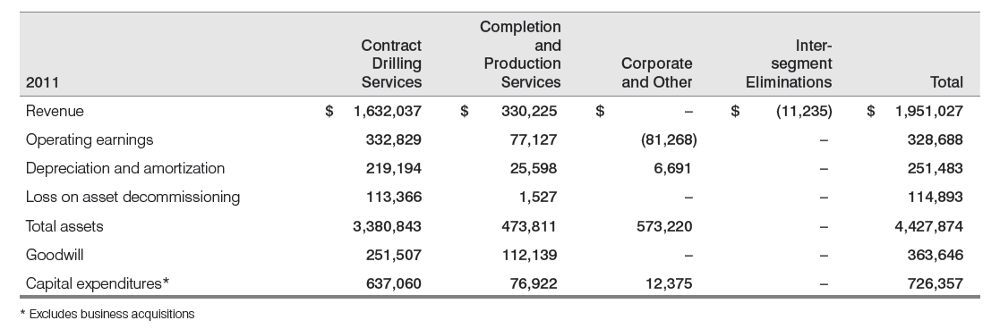 Completion
Contract and Inter-
Drilling Production Corporate segment
2011 Services Services and Other Eliminations Total
Revenue $ 1,632,037 $ 330,225 $ – $ (11,235) $ 1,951,027
Operating earnings 332,829 77,127 (81,268) – 328,688
Depreciation and amortization 219,194 25,598 6,691 – 251,483
Loss on asset decommissioning 113,366 1,527 – – 114,893
Total assets 3,380,843 473,811 573,220 – 4,427,874
Goodwill 251,507 112,139 – – 363,646
Capital expenditures* 637,060 76,922 12,375 – 726,357
* Excludes business acquisitions